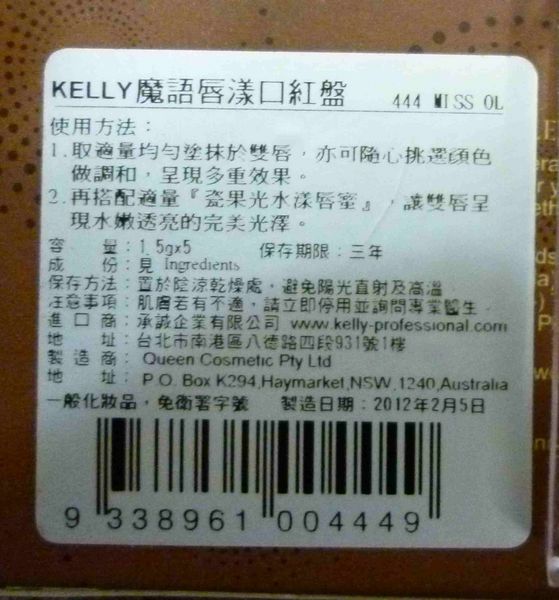 KELLY魔語唇漾口紅盤 444 MISS OL
使用方法：
1.取適量均勻塗抹於雙唇，亦可隨心挑選顏色
做調和，呈現多重效果。
2.再搭配適量『瓷果光水漾唇蜜』，讓雙唇呈
現水嫩透亮的完美光澤。
容　　量：1.5gx5　保存期限：三年
成　　份：見 Ingredients
保存方法：置於陰涼乾燥處，避免陽光直射及高溫
注意事項：肌膚若有不適，請立即停用並詢問專業醫生
進口商：承誠企業有限公司 www.kelly-professional.com
地　　址：台北市南港區八德路四段931號1樓
製造商：Queen Cosmetic Pty Ltd
地　　址：P.O. Box K294,Haymarket,NSW,1240,Australia
一般化妝品，免衛署字號　製造日期：2012年2月5日
9 338961 004449